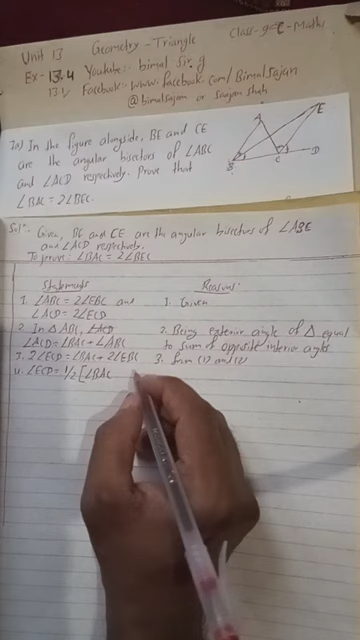 Unit 13 Geometry - Triangle Class-9-C-Maths
Ex-13.4 Youtube:- bimal Sir.g
13.1/ Facebook:- www.facebook.com/BimalSajan
@bimalsajan or Saajan Shah
In the figure alongside, BE and CE
are the angular bisectors of ∠ABC
and ∠ACD respectively. Prove that
∠BAC = 2∠BEC.
A
E
B
C
D
Solⁿ:- Given, BE and CE are the angular bisectors of ∠ABE
and ∠ACD respectively.
To prove: ∠BAC = 2∠BEC
Statements Reasons
1. ∠ABC = 2∠EBC and 1. Given
∠ACD = 2∠ECD
2. In △ABC, ∠ACD 2. Being exterior angle of △ equal
∠ACD = ∠BAC + ∠ABC to sum of opposite interior angles
3. 2∠ECD = ∠BAC + 2∠EBC 3. from (1) and (2)
4. ∠ECD = 1/2 [∠BAC